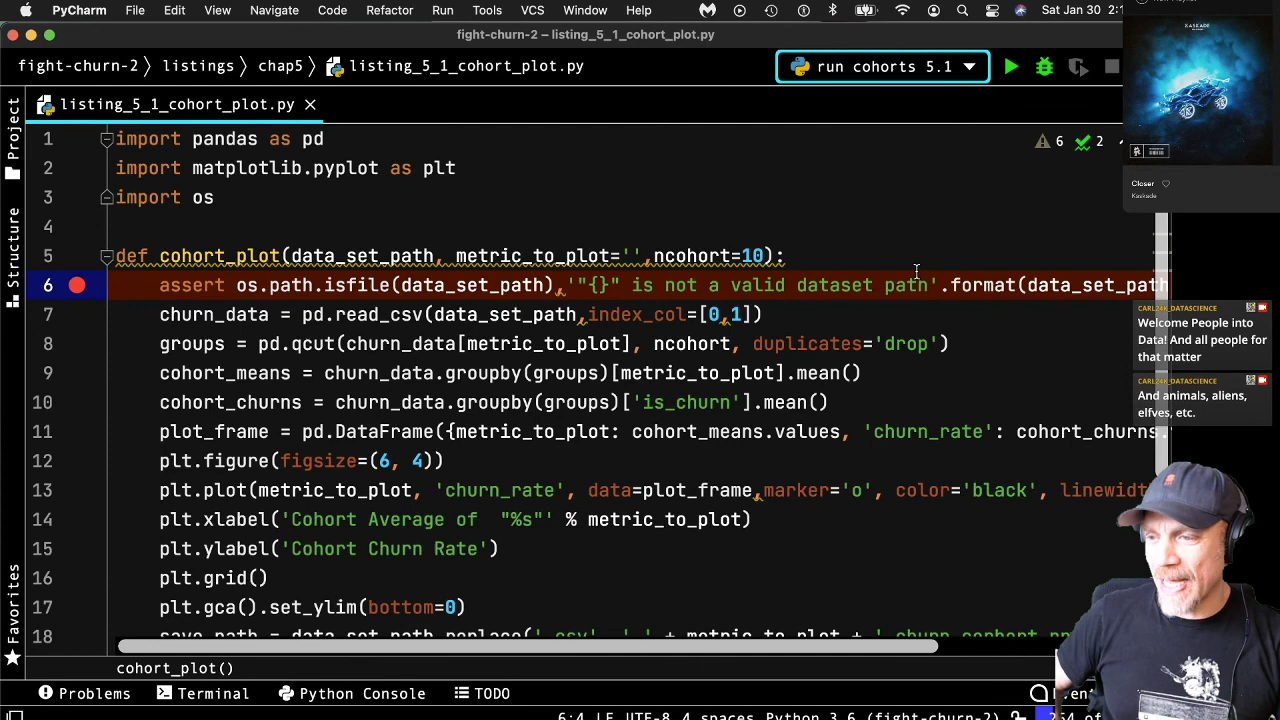 PyCharm File Edit View Navigate Code Refactor Run Tools VCS Window Help Sat Jan 30 2:1
fight-churn-2 – listing_5_1_cohort_plot.py
fight-churn-2 listings chap5 listing_5_1_cohort_plot.py run cohorts 5.1
listing_5_1_cohort_plot.py
6 2
1 import pandas as pd
2 import matplotlib.pyplot as plt
3 import os
4
5 def cohort_plot(data_set_path, metric_to_plot='',ncohort=10):
6 assert os.path.isfile(data_set_path),'"{}" is not a valid dataset path'.format(data_set_path
7 churn_data = pd.read_csv(data_set_path,index_col=[0,1])
8 groups = pd.qcut(churn_data[metric_to_plot], ncohort, duplicates='drop')
9 cohort_means = churn_data.groupby(groups)[metric_to_plot].mean()
10 cohort_churns = churn_data.groupby(groups)['is_churn'].mean()
11 plot_frame = pd.DataFrame({metric_to_plot: cohort_means.values, 'churn_rate': cohort_churns.
12 plt.figure(figsize=(6, 4))
13 plt.plot(metric_to_plot, 'churn_rate', data=plot_frame,marker='o', color='black', linewidt
14 plt.xlabel('Cohort Average of  "%s"' % metric_to_plot)
15 plt.ylabel('Cohort Churn Rate')
16 plt.grid()
17 plt.gca().set_ylim(bottom=0)
18
cohort_plot()
Problems Terminal Python Console TODO
6:4 LF UTF-8 4 spaces Python 3.6 (fight-churn-2)
Project
Structure
Favorites
KASKADE
Closer
Kaskade
CARL24K_DATASCIENCE
Welcome People into
Data! And all people for
that matter
CARL24K_DATASCIENCE
And animals, aliens,
elfves, etc.